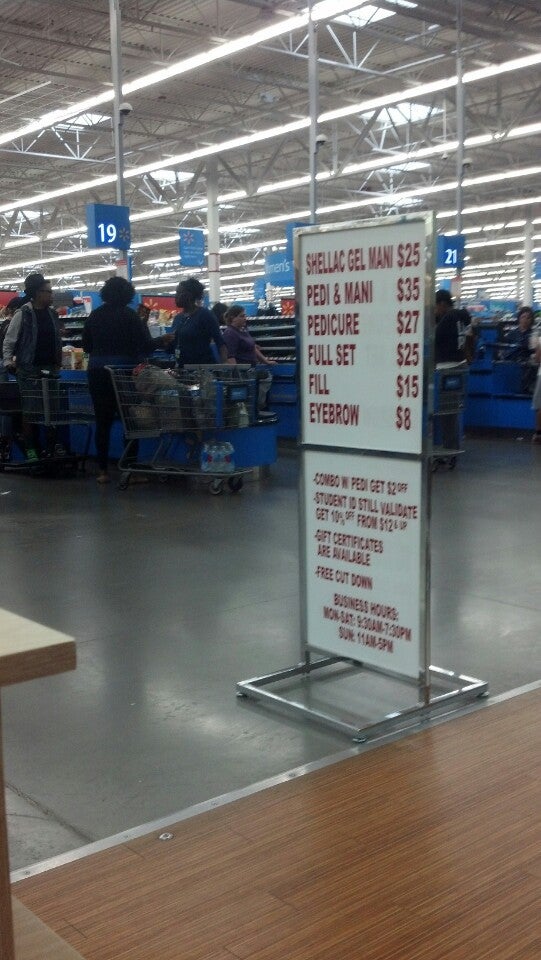 19
21
men's
SHELLAC GEL MANI $25
PEDI & MANI $35
PEDICURE $27
FULL SET $25
FILL $15
EYEBROW $8
-COMBO W/ PEDI GET $2 OFF
-STUDENT ID STILL VALIDATE
GET 10% OFF FROM $12 & UP
-GIFT CERTIFICATES
ARE AVAILABLE
-FREE CUT DOWN
BUSINESS HOURS:
MON-SAT: 9:30AM-7:30PM
SUN: 11AM-5PM